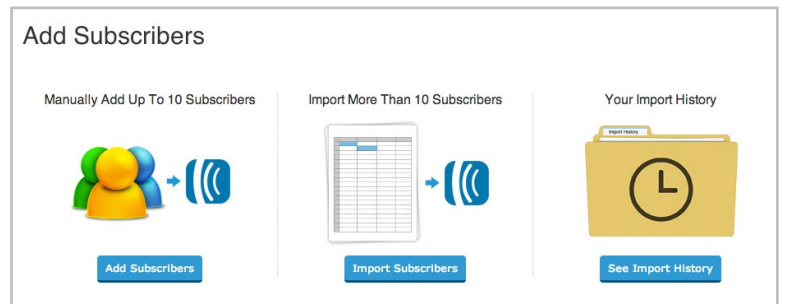 Add Subscribers
Manually Add Up To 10 Subscribers
Import More Than 10 Subscribers
Your Import History
Import History
Add Subscribers
Import Subscribers
See Import History